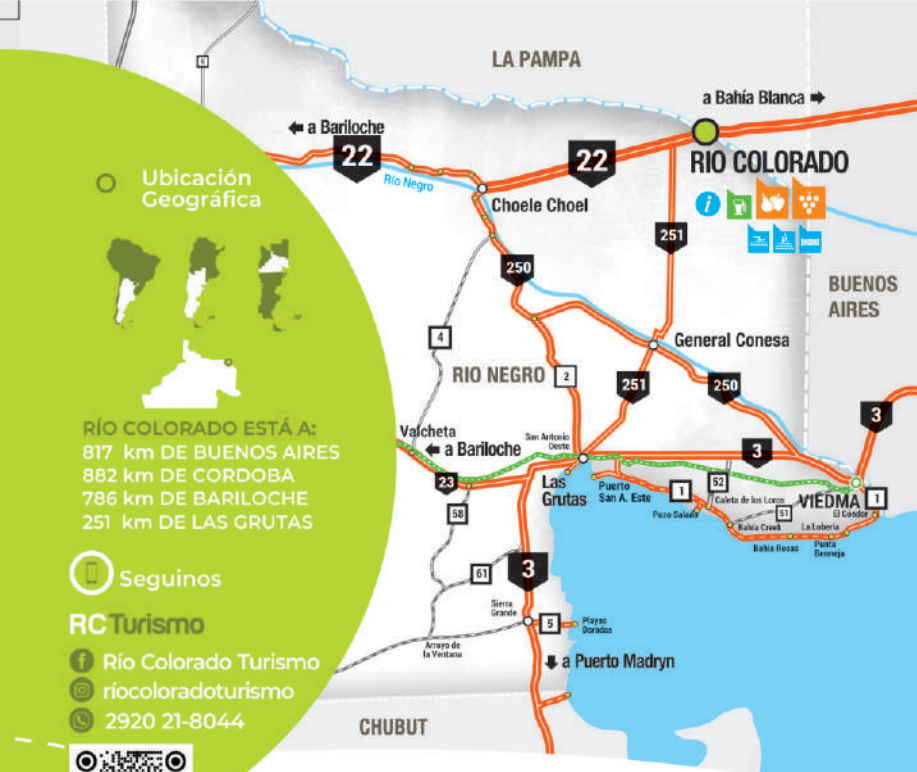 LA PAMPA
a Bahía Blanca
a Bariloche
22
22
RIO COLORADO
Río Negro
Choele Choel
6
Ubicación
Geográfica
251
250
BUENOS
AIRES
4
General Conesa
RIO NEGRO
2
251
250
3
RÍO COLORADO ESTÁ A:
817 km DE BUENOS AIRES
882 km DE CORDOBA
786 km DE BARILOCHE
251 km DE LAS GRUTAS
Valcheta
a Bariloche
San Antonio
Oeste
3
23
Las
Grutas
Puerto
San A. Este
1
52
Caleta de los Loros
VIEDMA
1
El Cóndor
Pozo Salado
51
58
Bahía Creek
La Lobería
Bahía Rosas
Punta
Bermeja
Seguinos
61
3
RCTurismo
Sierra
Grande
5
Playas
Doradas
Arroyo de
la Ventana
a Puerto Madryn
Río Colorado Turismo
ríocoloradoturismo
2920 21-8044
CHUBUT